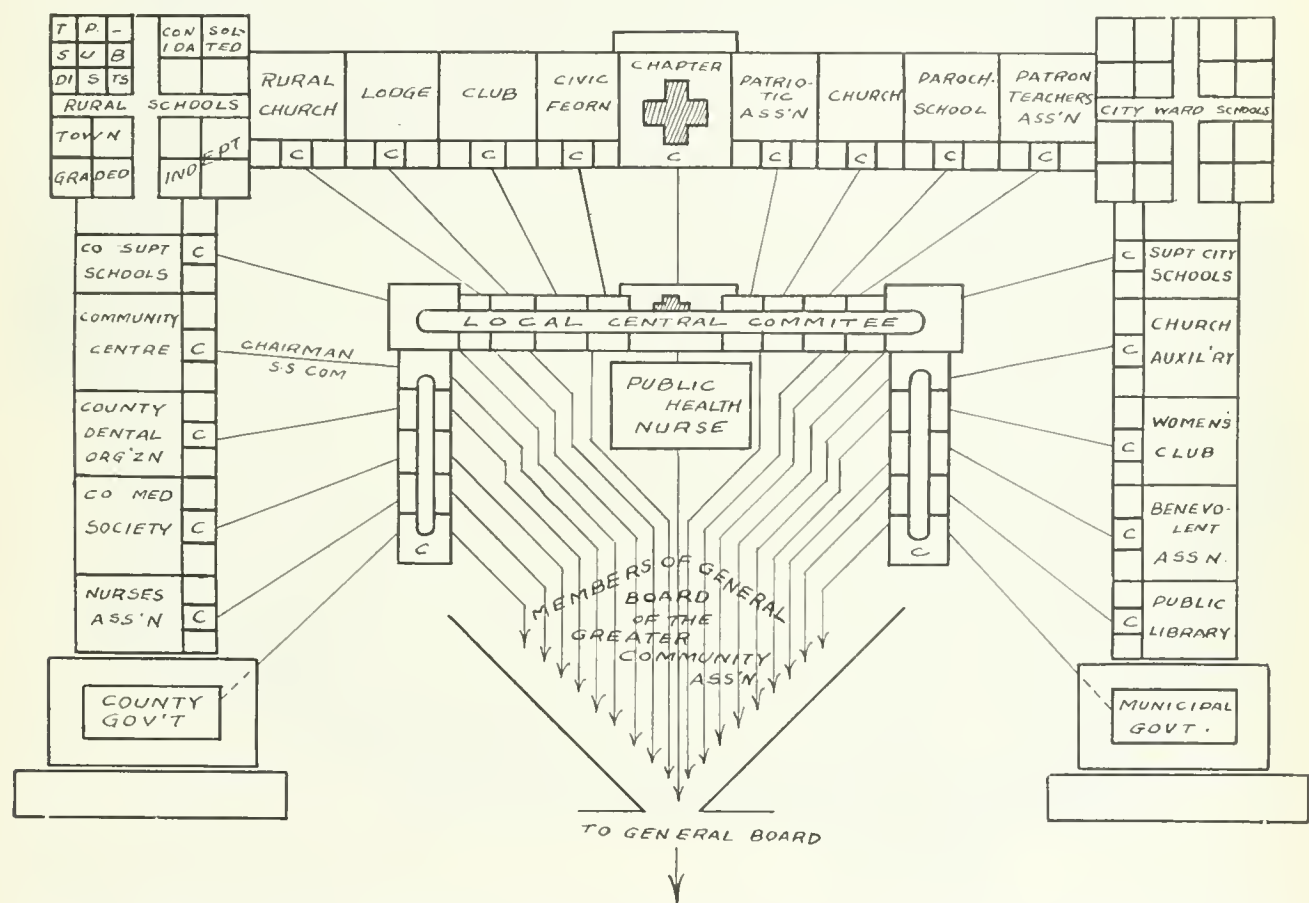 T P. -
S U B
DI S TS
CON SOL-
IDA TED
RURAL SCHOOLS
TOWN
GRADED
INDEPT
RURAL
CHURCH
LODGE
CLUB
CIVIC
FEORN
CHAPTER
C
PATRIO-
TIC
ASS'N
CHURCH
PAROCH.
SCHOOL
PATRON
TEACHERS
ASS'N
CITY WARD SCHOOLS
C
C
C
C
C
C
C
C
CO SUPT
SCHOOLS
C
COMMUNITY
CENTRE
C
CHAIRMAN
S.S COM
COUNTY
DENTAL
ORG'ZN
C
CO MED
SOCIETY
C
NURSES
ASS'N
C
COUNTY
GOV'T
LOCAL CENTRAL COMMITEE
PUBLIC
HEALTH
NURSE
C
C
MEMBERS OF GENERAL
BOARD
OF THE
GREATER
COMMUNITY
ASS'N
C
SUPT CITY
SCHOOLS
C
CHURCH
AUXIL'RY
C
WOMEN'S
CLUB
C
BENEVO-
LENT
ASS'N.
C
PUBLIC
LIBRARY
MUNICIPAL
GOVT.
TO GENERAL BOARD